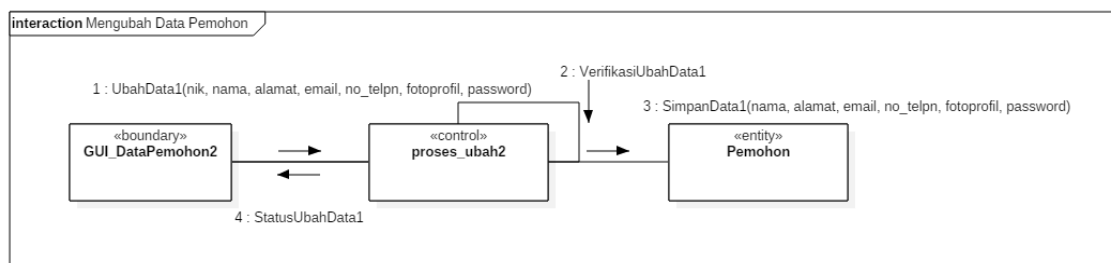 interaction Mengubah Data Pemohon
2 : VerifikasiUbahData1
1 : UbahData1(nik, nama, alamat, email, no_telpn, fotoprofil, password)
3 : SimpanData1(nama, alamat, email, no_telpn, fotoprofil, password)
«boundary»
GUI_DataPemohon2
«control»
proses_ubah2
«entity»
Pemohon
4 : StatusUbahData1